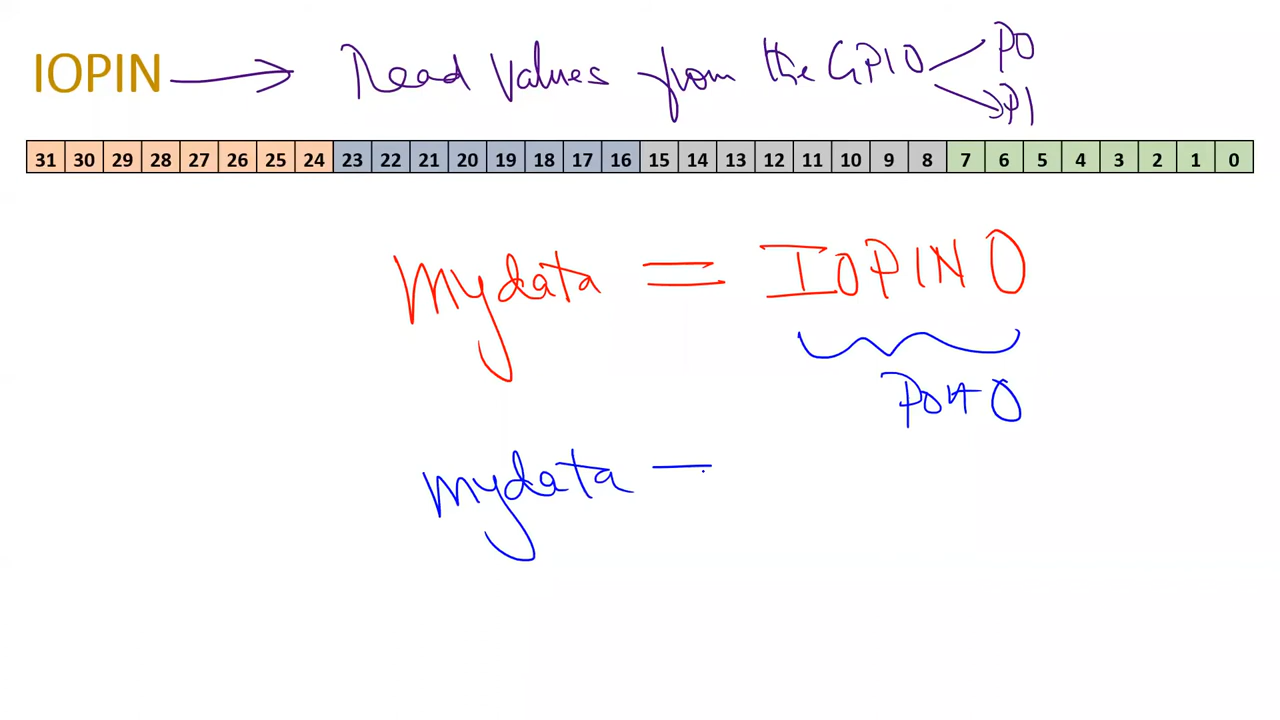 IOPIN → Read Values from the GPIO P0
P1
31 30 29 28 27 26 25 24 23 22 21 20 19 18 17 16 15 14 13 12 11 10 9 8 7 6 5 4 3 2 1 0
mydata = IOPIN0
Port 0
mydata =